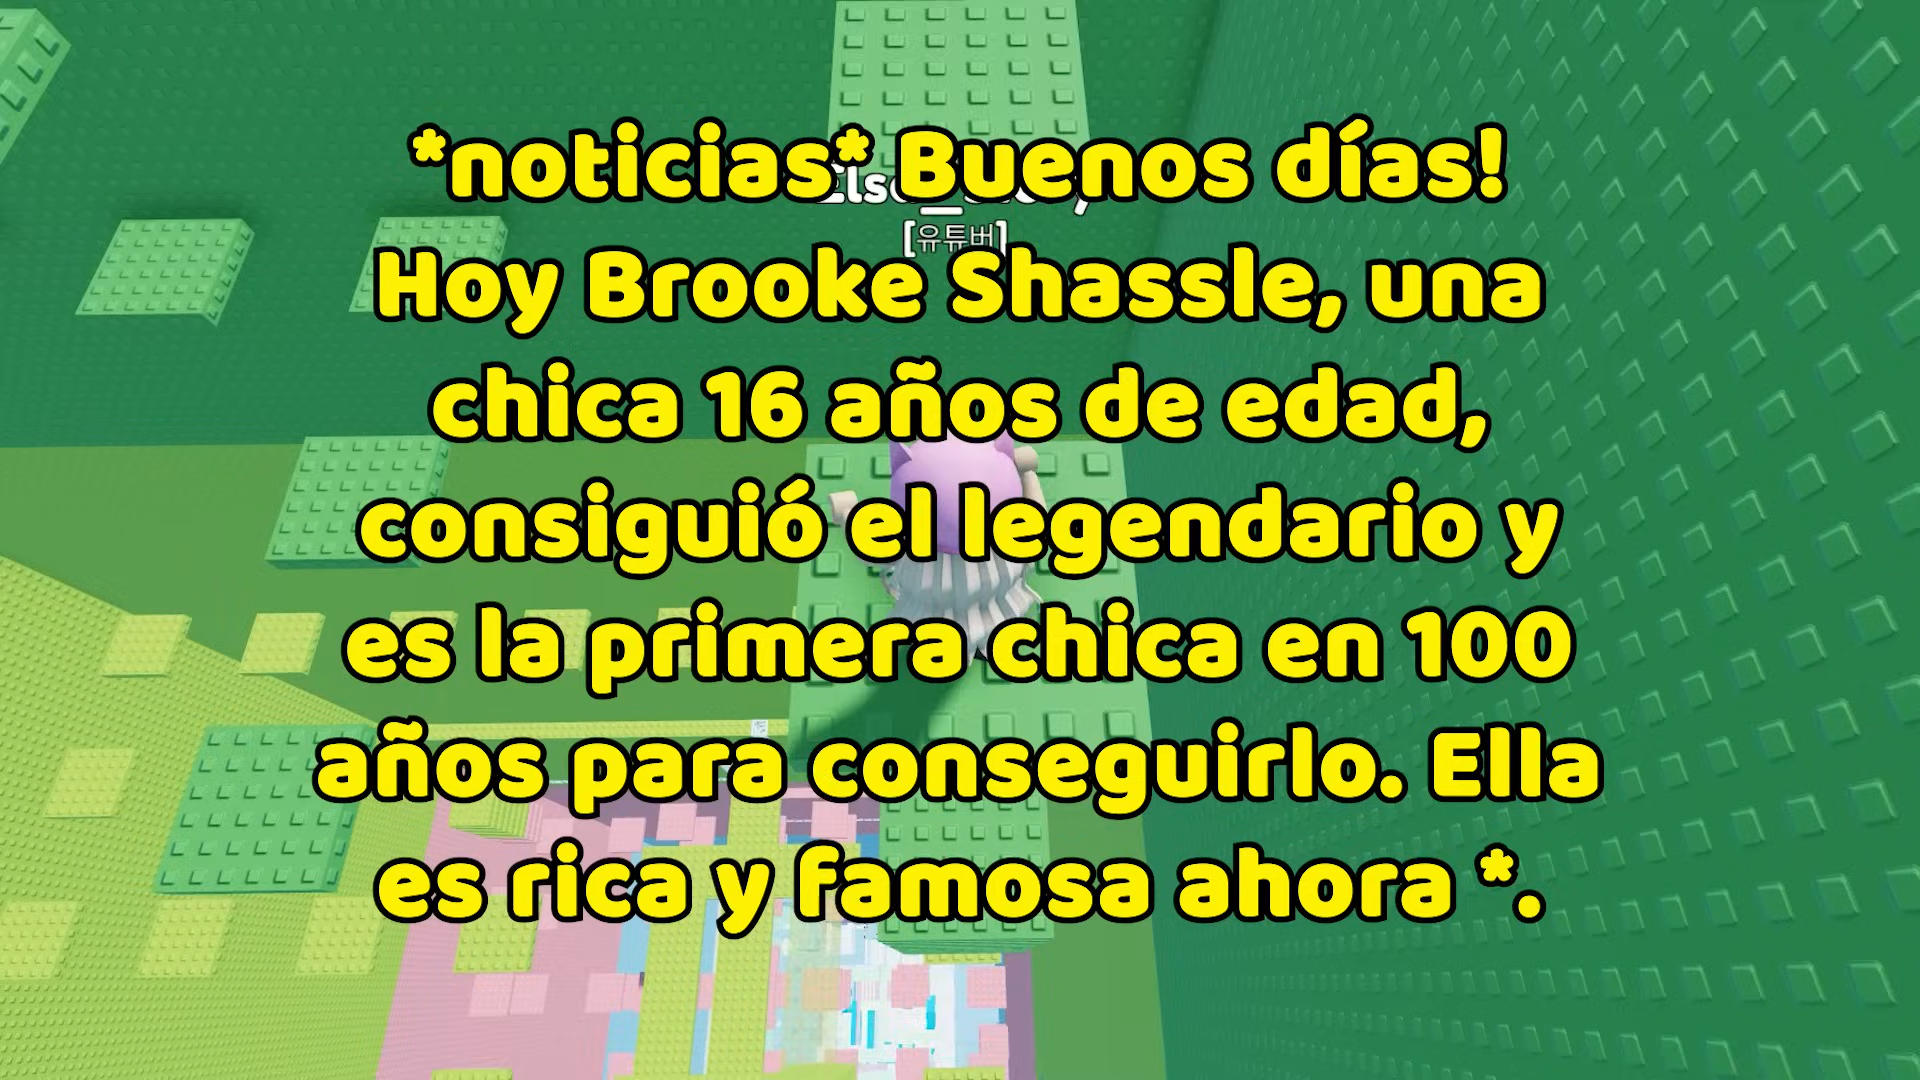 *noticias* Buenos días!
[유튜버]
Hoy Brooke Shassle, una
chica 16 años de edad,
consiguió el legendario y
es la primera chica en 100
años para conseguirlo. Ella
es rica y famosa ahora *.